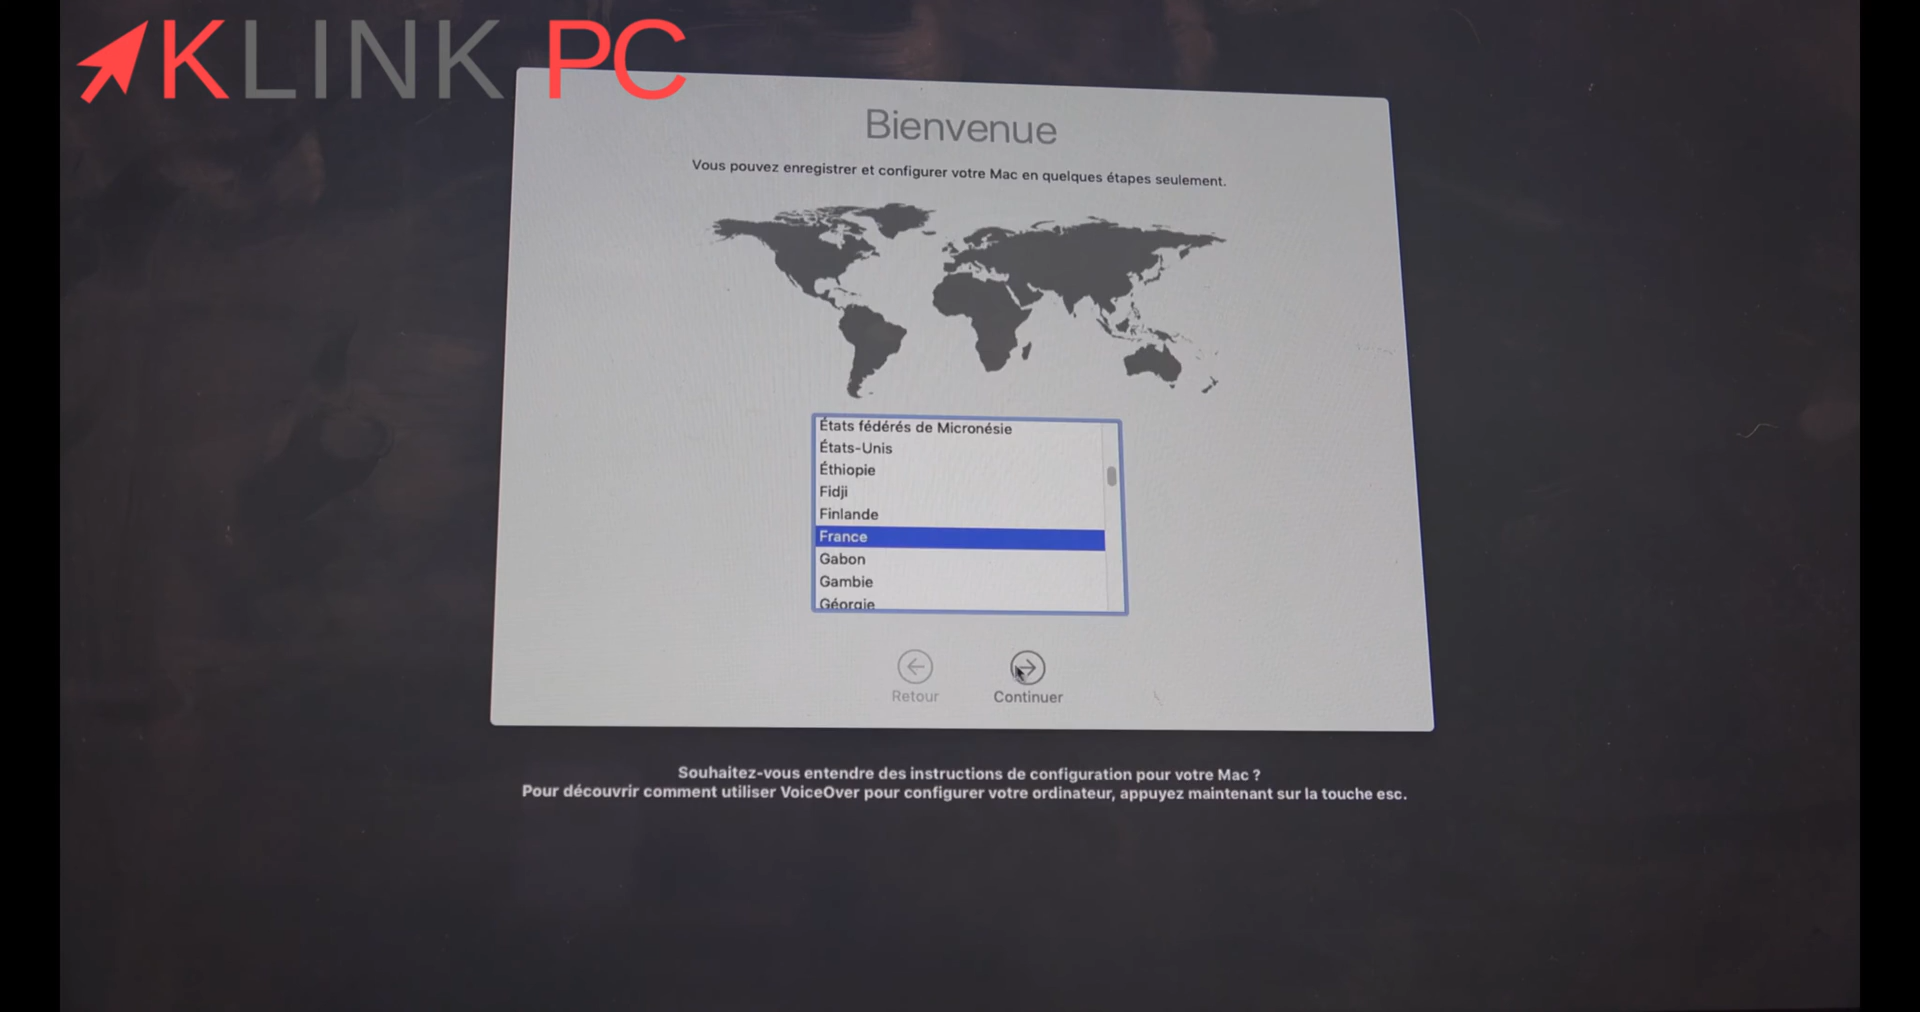 KLINK PC
Bienvenue
Vous pouvez enregistrer et configurer votre Mac en quelques étapes seulement.
États fédérés de Micronésie
États-Unis
Éthiopie
Fidji
Finlande
France
Gabon
Gambie
Géorgie
Retour
Continuer
Souhaitez-vous entendre des instructions de configuration pour votre Mac ?
Pour découvrir comment utiliser VoiceOver pour configurer votre ordinateur, appuyez maintenant sur la touche esc.